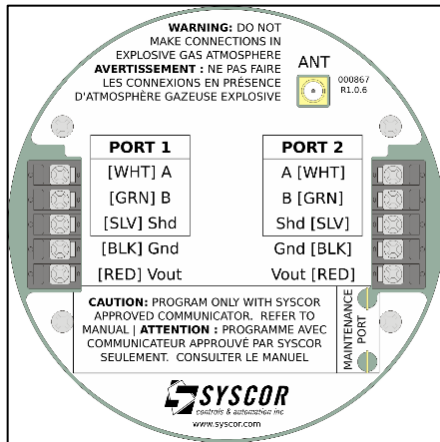 WARNING: DO NOT
MAKE CONNECTIONS IN
EXPLOSIVE GAS ATMOSPHERE
AVERTISSEMENT : NE PAS FAIRE
LES CONNEXIONS EN PRÉSENCE
D'ATMOSPHÈRE GAZEUSE EXPLOSIVE
ANT
000867
R1.0.6
PORT 1
[WHT] A
[GRN] B
[SLV] Shd
[BLK] Gnd
[RED] Vout
PORT 2
A [WHT]
B [GRN]
Shd [SLV]
Gnd [BLK]
Vout [RED]
CAUTION: PROGRAM ONLY WITH SYSCOR
APPROVED COMMUNICATOR. REFER TO
MANUAL | ATTENTION : PROGRAMME AVEC
COMMUNICATEUR APPROUVÉ PAR SYSCOR
SEULEMENT. CONSULTER LE MANUEL
MAINTENANCE
PORT
SYSCOR
controls & automation inc
www.syscor.com